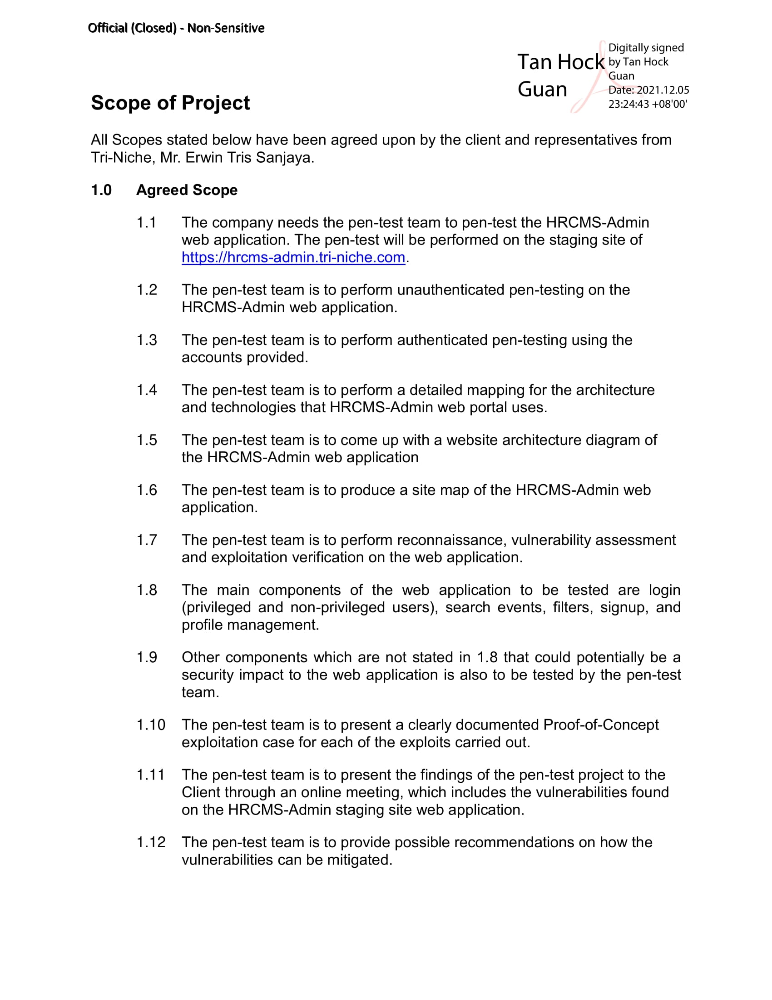 Official (Closed) - Non-Sensitive
Tan Hock
Guan
Digitally signed
by Tan Hock
Guan
Date: 2021.12.05
23:24:43 +08'00'
Scope of Project
All Scopes stated below have been agreed upon by the client and representatives from
Tri-Niche, Mr. Erwin Tris Sanjaya.
1.0 Agreed Scope
1.1 The company needs the pen-test team to pen-test the HRCMS-Admin
web application. The pen-test will be performed on the staging site of
https://hrcms-admin.tri-niche.com.
1.2 The pen-test team is to perform unauthenticated pen-testing on the
HRCMS-Admin web application.
1.3 The pen-test team is to perform authenticated pen-testing using the
accounts provided.
1.4 The pen-test team is to perform a detailed mapping for the architecture
and technologies that HRCMS-Admin web portal uses.
1.5 The pen-test team is to come up with a website architecture diagram of
the HRCMS-Admin web application
1.6 The pen-test team is to produce a site map of the HRCMS-Admin web
application.
1.7 The pen-test team is to perform reconnaissance, vulnerability assessment
and exploitation verification on the web application.
1.8 The main components of the web application to be tested are login
(privileged and non-privileged users), search events, filters, signup, and
profile management.
1.9 Other components which are not stated in 1.8 that could potentially be a
security impact to the web application is also to be tested by the pen-test
team.
1.10 The pen-test team is to present a clearly documented Proof-of-Concept
exploitation case for each of the exploits carried out.
1.11 The pen-test team is to present the findings of the pen-test project to the
Client through an online meeting, which includes the vulnerabilities found
on the HRCMS-Admin staging site web application.
1.12 The pen-test team is to provide possible recommendations on how the
vulnerabilities can be mitigated.